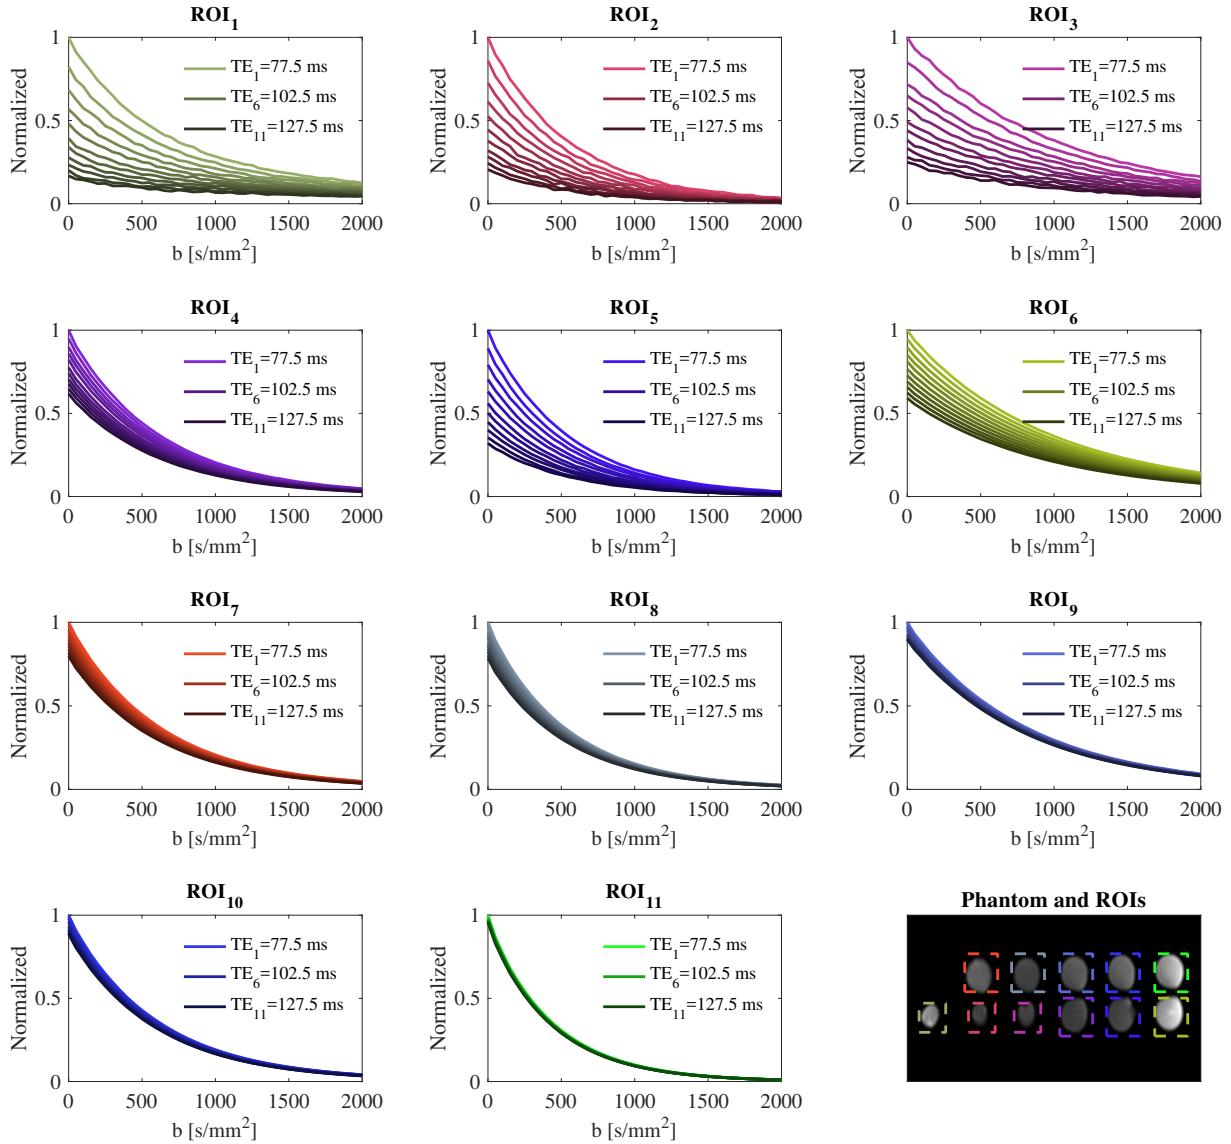 ROI₁
Normalized
1
0.5
0
TE₁=77.5 ms
TE₆=102.5 ms
TE₁₁=127.5 ms
0 500 1000 1500 2000
b [s/mm²]
ROI₂
Normalized
1
0.5
0
TE₁=77.5 ms
TE₆=102.5 ms
TE₁₁=127.5 ms
0 500 1000 1500 2000
b [s/mm²]
ROI₃
Normalized
1
0.5
0
TE₁=77.5 ms
TE₆=102.5 ms
TE₁₁=127.5 ms
0 500 1000 1500 2000
b [s/mm²]
ROI₄
Normalized
1
0.5
0
TE₁=77.5 ms
TE₆=102.5 ms
TE₁₁=127.5 ms
0 500 1000 1500 2000
b [s/mm²]
ROI₅
Normalized
1
0.5
0
TE₁=77.5 ms
TE₆=102.5 ms
TE₁₁=127.5 ms
0 500 1000 1500 2000
b [s/mm²]
ROI₆
Normalized
1
0.5
0
TE₁=77.5 ms
TE₆=102.5 ms
TE₁₁=127.5 ms
0 500 1000 1500 2000
b [s/mm²]
ROI₇
Normalized
1
0.5
0
TE₁=77.5 ms
TE₆=102.5 ms
TE₁₁=127.5 ms
0 500 1000 1500 2000
b [s/mm²]
ROI₈
Normalized
1
0.5
0
TE₁=77.5 ms
TE₆=102.5 ms
TE₁₁=127.5 ms
0 500 1000 1500 2000
b [s/mm²]
ROI₉
Normalized
1
0.5
0
TE₁=77.5 ms
TE₆=102.5 ms
TE₁₁=127.5 ms
0 500 1000 1500 2000
b [s/mm²]
ROI₁₀
Normalized
1
0.5
0
TE₁=77.5 ms
TE₆=102.5 ms
TE₁₁=127.5 ms
0 500 1000 1500 2000
b [s/mm²]
ROI₁₁
Normalized
1
0.5
0
TE₁=77.5 ms
TE₆=102.5 ms
TE₁₁=127.5 ms
0 500 1000 1500 2000
b [s/mm²]
Phantom and ROIs